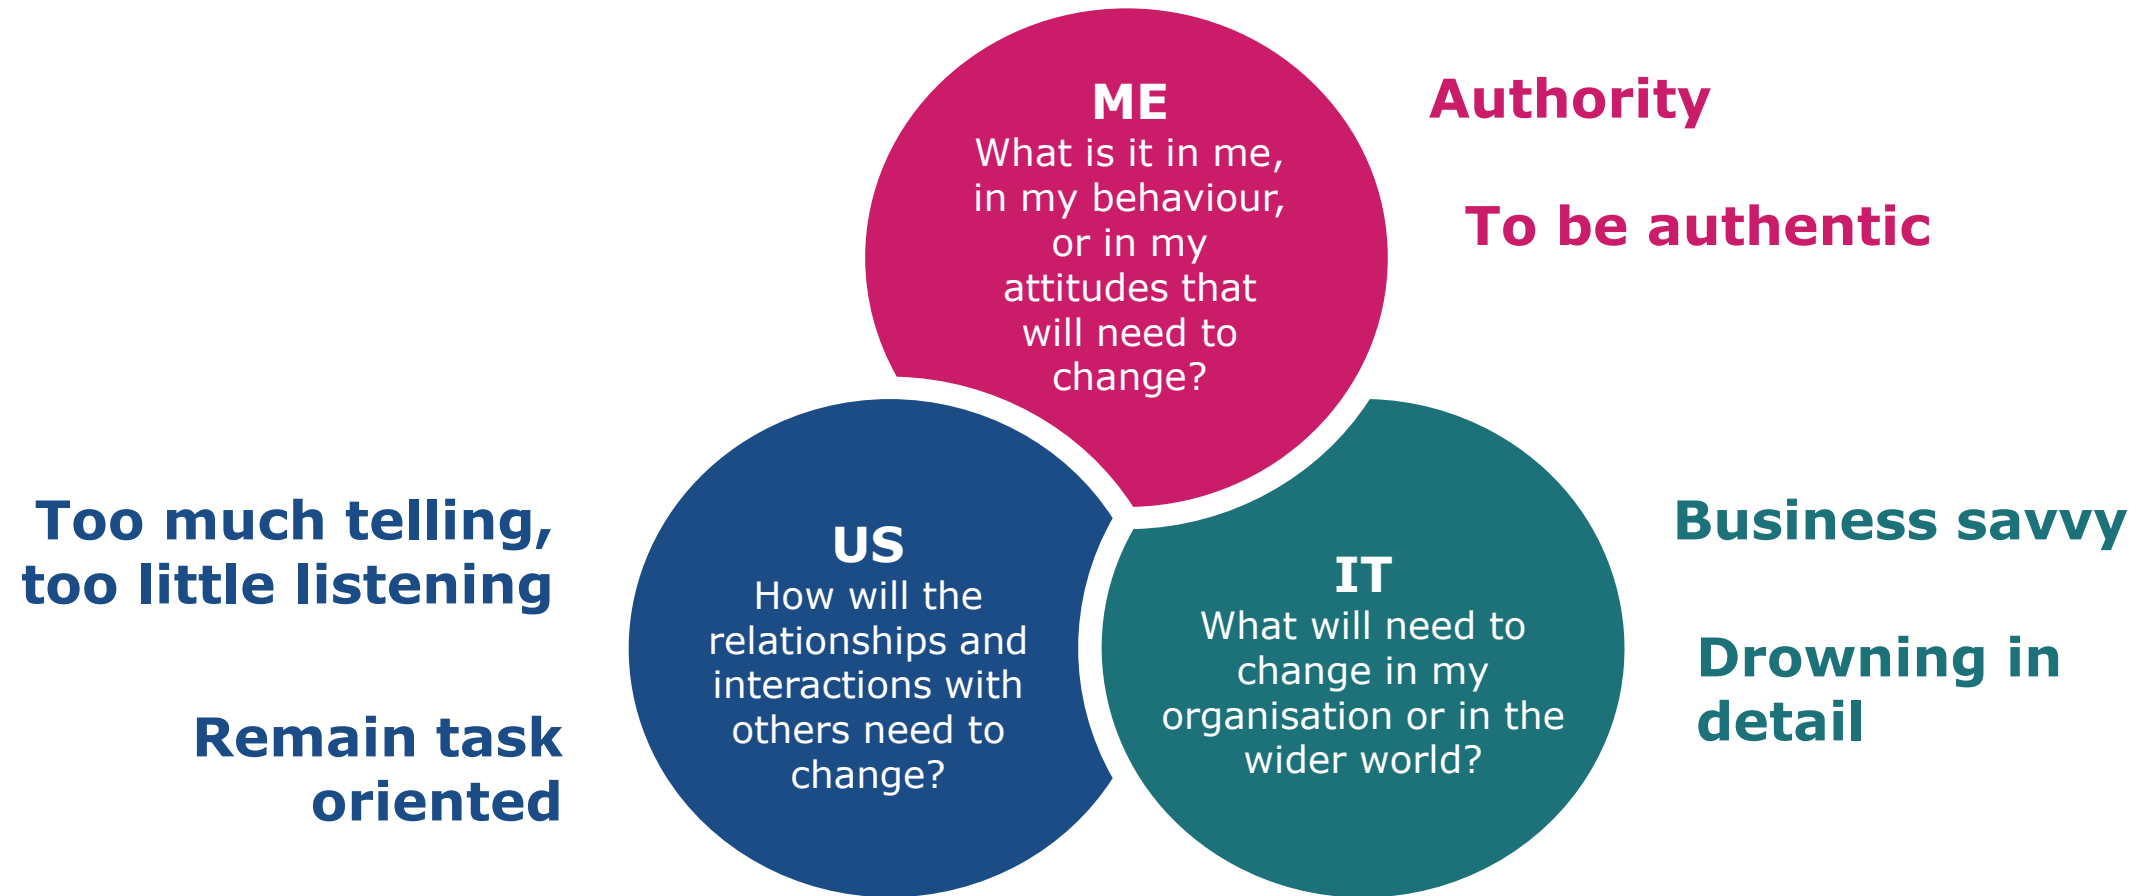 ME
What is it in me,
in my behaviour,
or in my
attitudes that
will need to
change?
Authority
To be authentic
Too much telling,
too little listening
Remain task
oriented
US
How will the
relationships and
interactions with
others need to
change?
IT
What will need to
change in my
organisation or in the
wider world?
Business savvy
Drowning in
detail